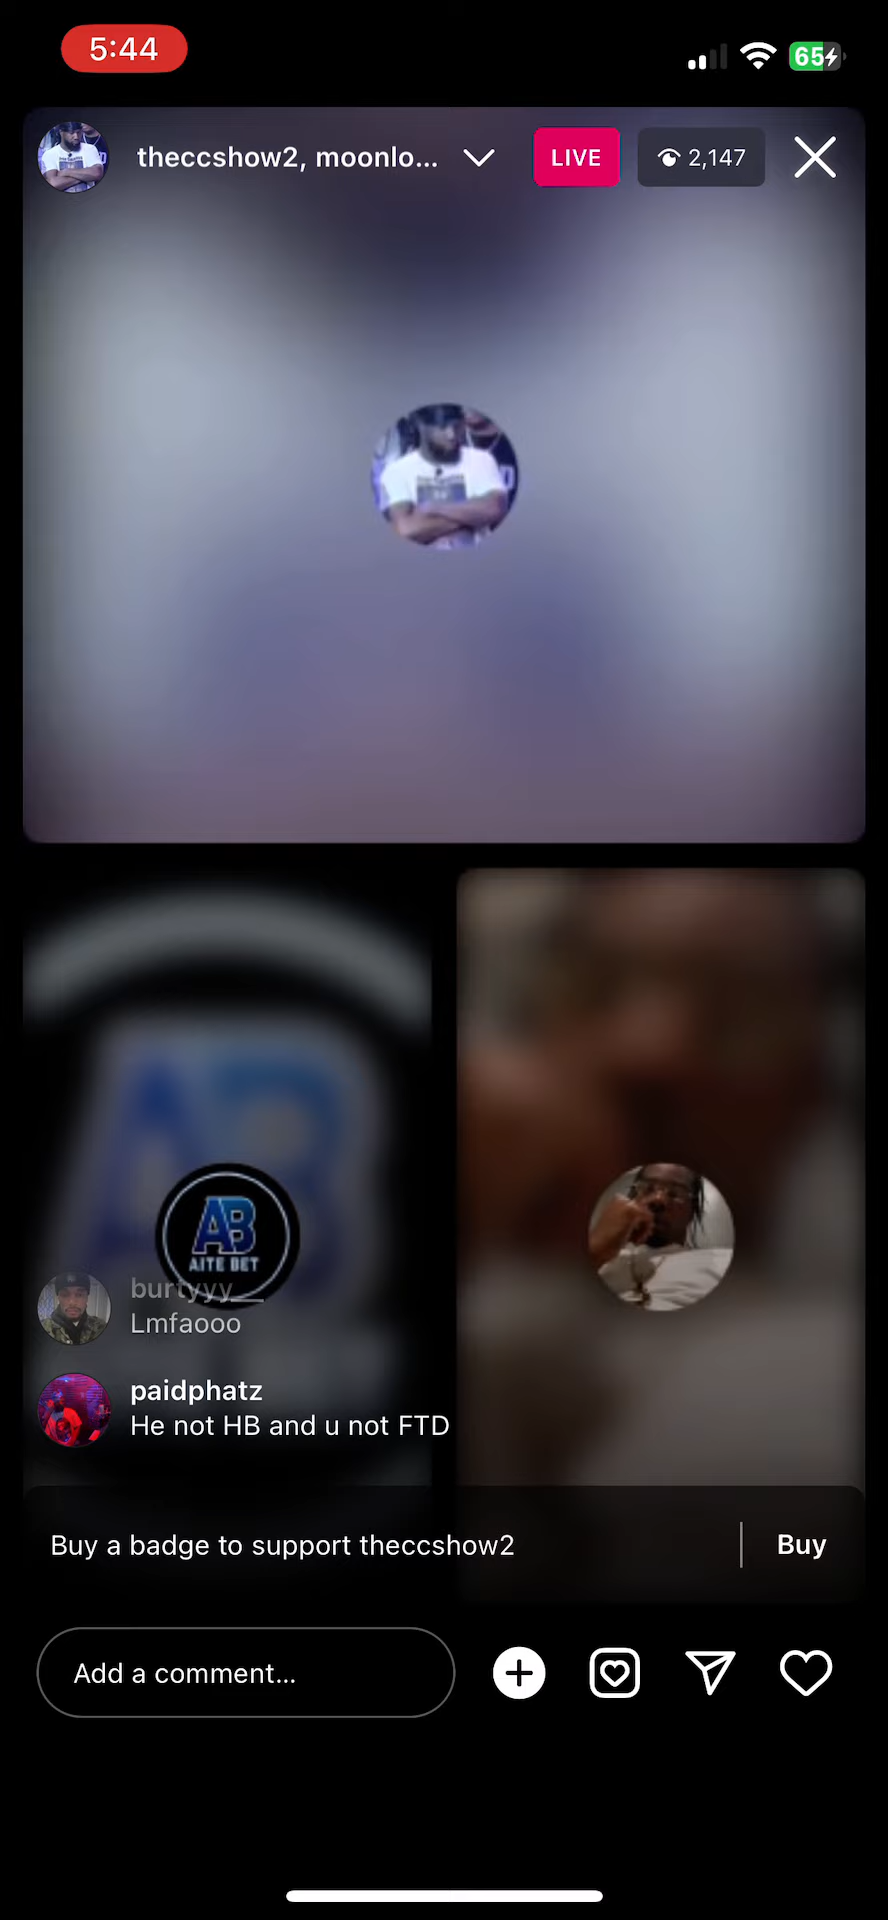 5:44
65
theccshow2, moonlo...
LIVE
2,147
AB
AB
AITE BET
burtyyy__
Lmfaooo
paidphatz
He not HB and u not FTD
Buy a badge to support theccshow2
Buy
Add a comment...